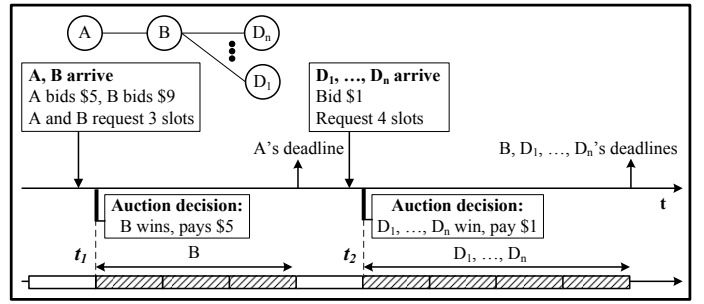 A
B
Dn
D1
A, B arrive
A bids $5, B bids $9
A and B request 3 slots
D1, …, Dn arrive
Bid $1
Request 4 slots
A's deadline
B, D1, …, Dn's deadlines
t
Auction decision:
B wins, pays $5
Auction decision:
D1, …, Dn win, pay $1
t1
B
t2
D1, …, Dn